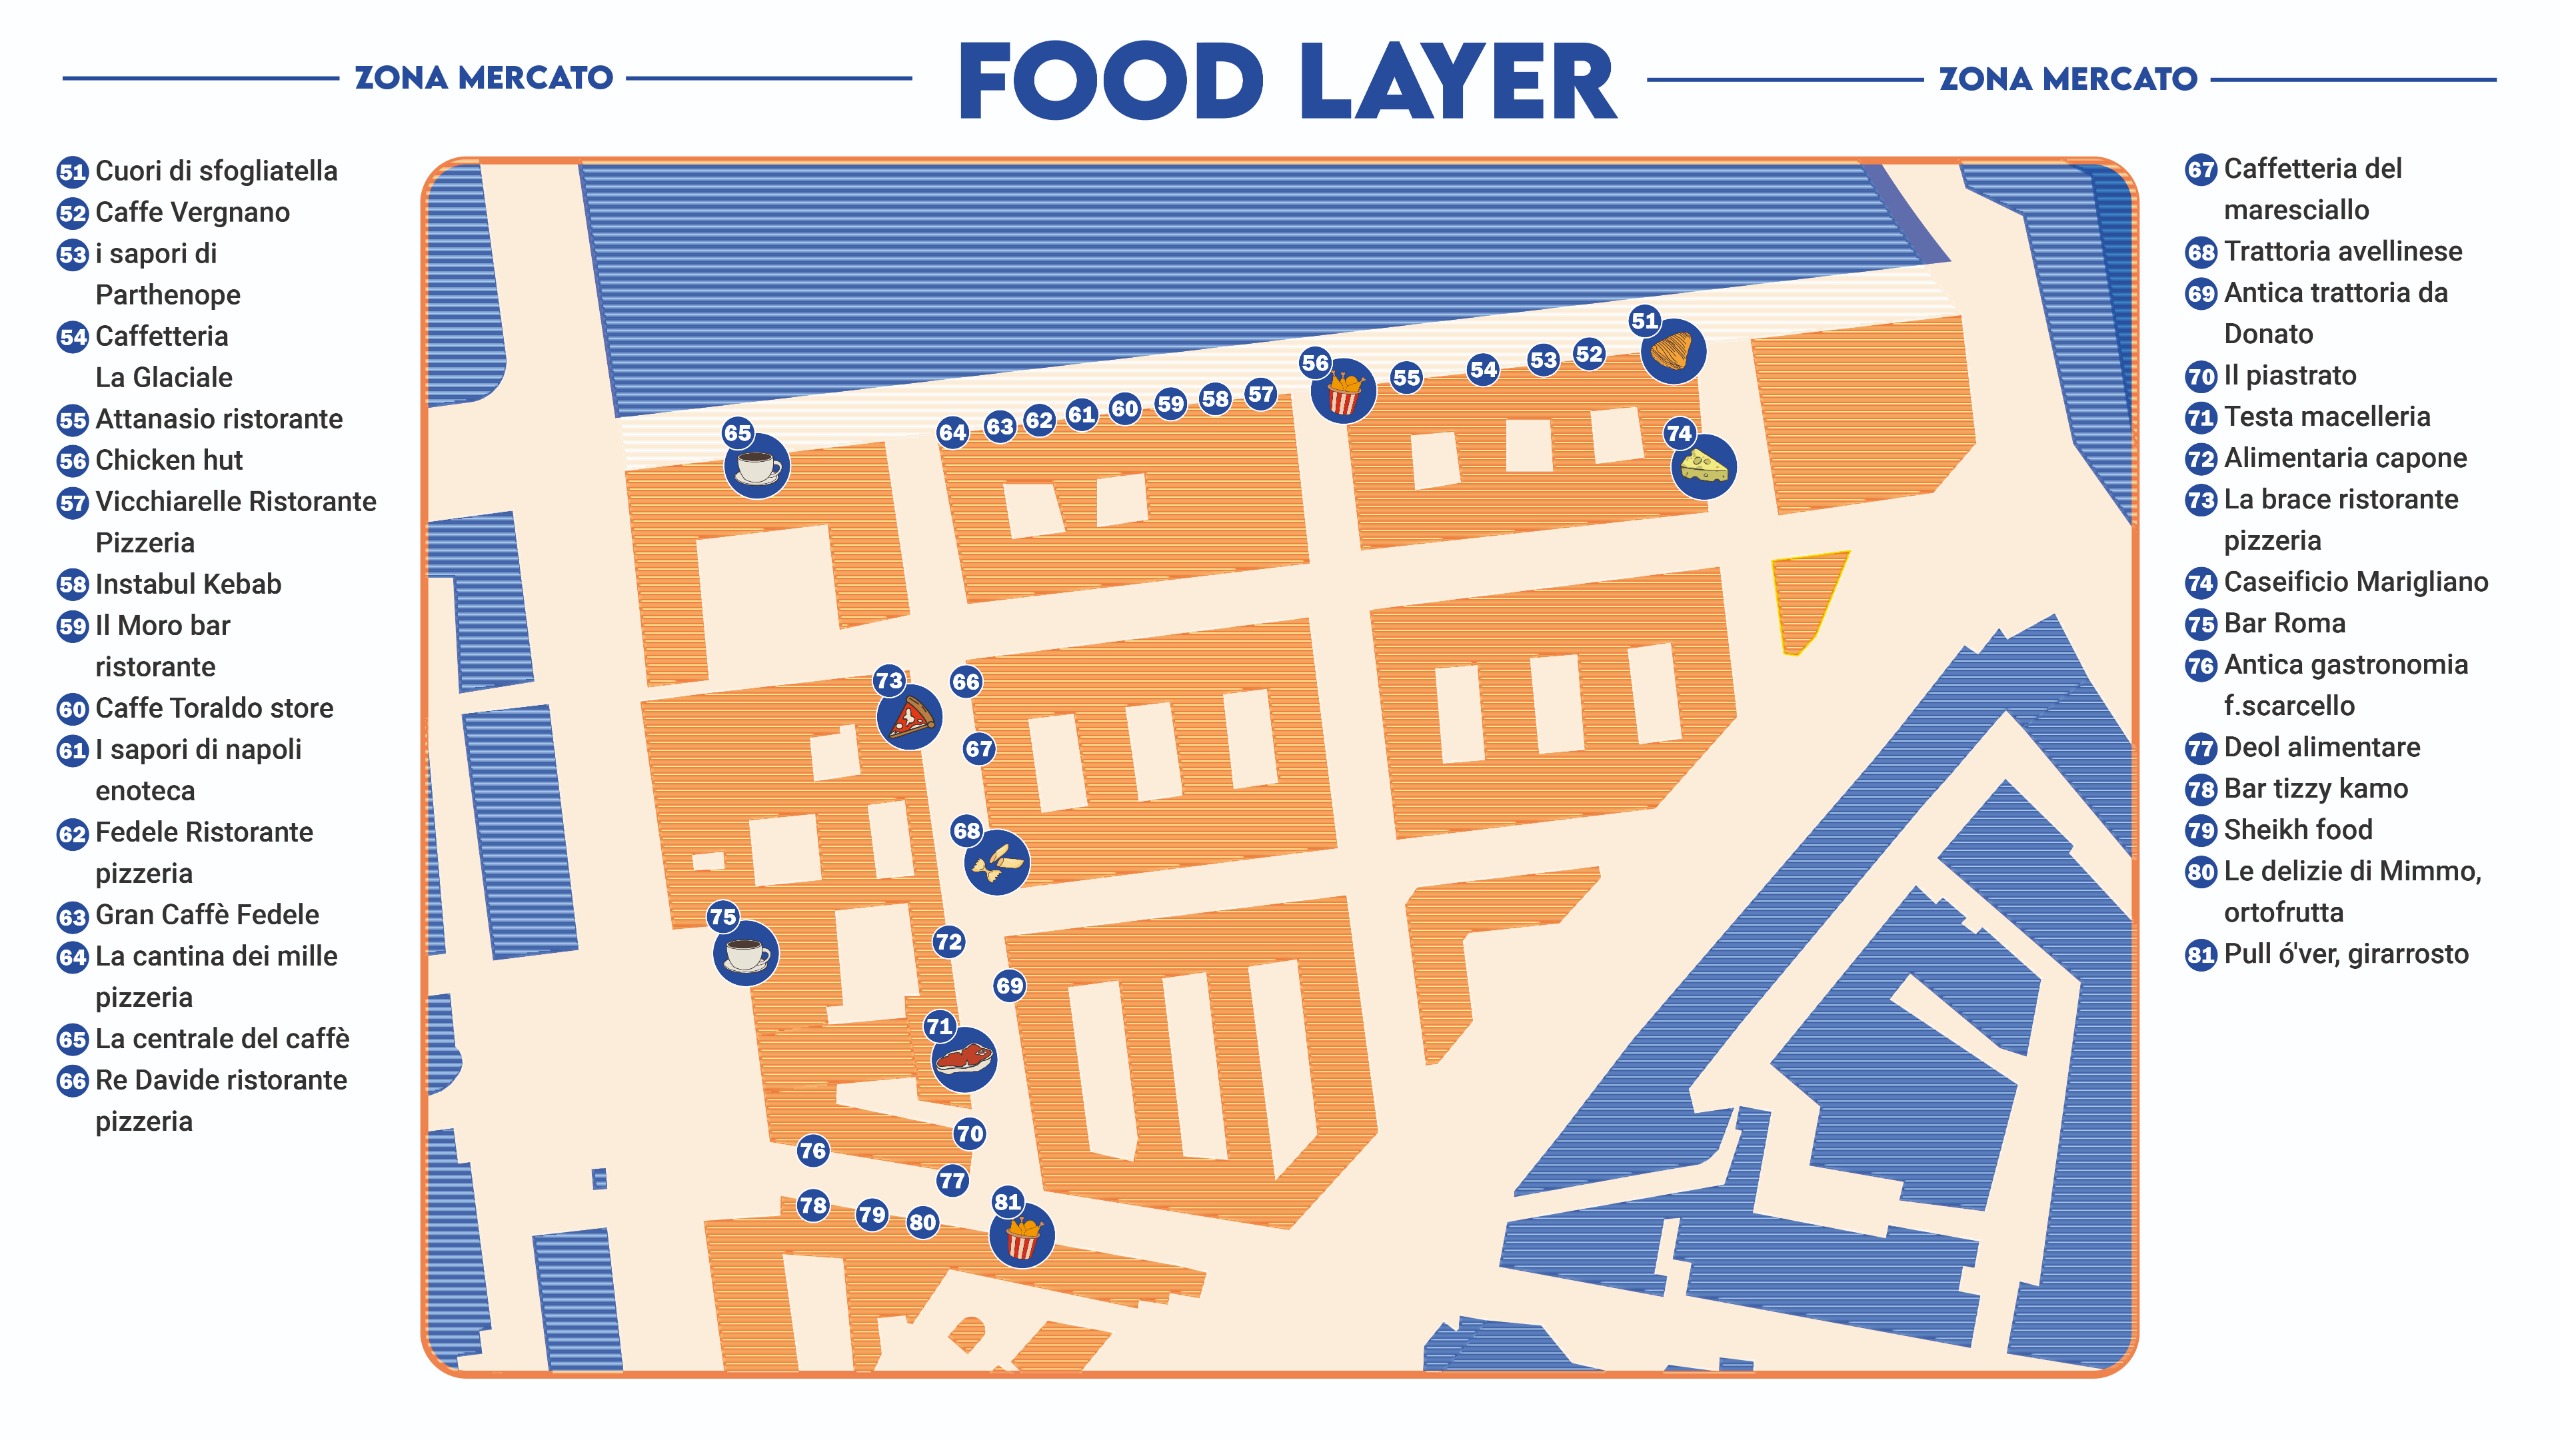 ZONA MERCATO
FOOD LAYER
ZONA MERCATO
51 Cuori di sfogliatella
52 Caffe Vergnano
53 i sapori di
Parthenope
54 Caffetteria
La Glaciale
55 Attanasio ristorante
56 Chicken hut
57 Vicchiarelle Ristorante
Pizzeria
58 Instabul Kebab
59 Il Moro bar
ristorante
60 Caffe Toraldo store
61 I sapori di napoli
enoteca
62 Fedele Ristorante
pizzeria
63 Gran Caffè Fedele
64 La cantina dei mille
pizzeria
65 La centrale del caffè
66 Re Davide ristorante
pizzeria
51
52
53
54
55
56
57
58
59
60
61
62
63
64
65
74
73
66
67
68
75
72
69
71
70
76
77
78
79
80
81
67 Caffetteria del
maresciallo
68 Trattoria avellinese
69 Antica trattoria da
Donato
70 Il piastrato
71 Testa macelleria
72 Alimentaria capone
73 La brace ristorante
pizzeria
74 Caseificio Marigliano
75 Bar Roma
76 Antica gastronomia
f.scarcello
77 Deol alimentare
78 Bar tizzy kamo
79 Sheikh food
80 Le delizie di Mimmo,
ortofrutta
81 Pull ó'ver, girarrosto